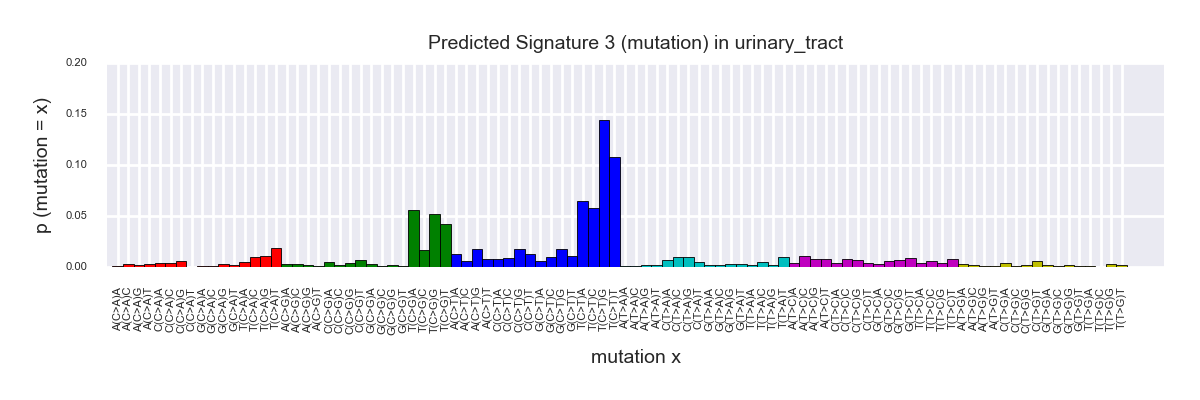 Predicted Signature 3 (mutation) in urinary_tract
p (mutation = x)
0.20
0.15
0.10
0.05
0.00
A(C>A)A
A(C>A)C
A(C>A)G
A(C>A)T
C(C>A)A
C(C>A)C
C(C>A)G
C(C>A)T
G(C>A)A
G(C>A)C
G(C>A)G
G(C>A)T
T(C>A)A
T(C>A)C
T(C>A)G
T(C>A)T
A(C>G)A
A(C>G)C
A(C>G)G
A(C>G)T
C(C>G)A
C(C>G)C
C(C>G)G
C(C>G)T
G(C>G)A
G(C>G)C
G(C>G)G
G(C>G)T
T(C>G)A
T(C>G)C
T(C>G)G
T(C>G)T
A(C>T)A
A(C>T)C
A(C>T)G
A(C>T)T
C(C>T)A
C(C>T)C
C(C>T)G
C(C>T)T
G(C>T)A
G(C>T)C
G(C>T)G
G(C>T)T
T(C>T)A
T(C>T)C
T(C>T)G
T(C>T)T
A(T>A)A
A(T>A)C
A(T>A)G
A(T>A)T
C(T>A)A
C(T>A)C
C(T>A)G
C(T>A)T
G(T>A)A
G(T>A)C
G(T>A)G
G(T>A)T
T(T>A)A
T(T>A)C
T(T>A)G
T(T>A)T
A(T>C)A
A(T>C)C
A(T>C)G
A(T>C)T
C(T>C)A
C(T>C)C
C(T>C)G
C(T>C)T
G(T>C)A
G(T>C)C
G(T>C)G
G(T>C)T
T(T>C)A
T(T>C)C
T(T>C)G
T(T>C)T
A(T>G)A
A(T>G)C
A(T>G)G
A(T>G)T
C(T>G)A
C(T>G)C
C(T>G)G
C(T>G)T
G(T>G)A
G(T>G)C
G(T>G)G
G(T>G)T
T(T>G)A
T(T>G)C
T(T>G)G
T(T>G)T
mutation x